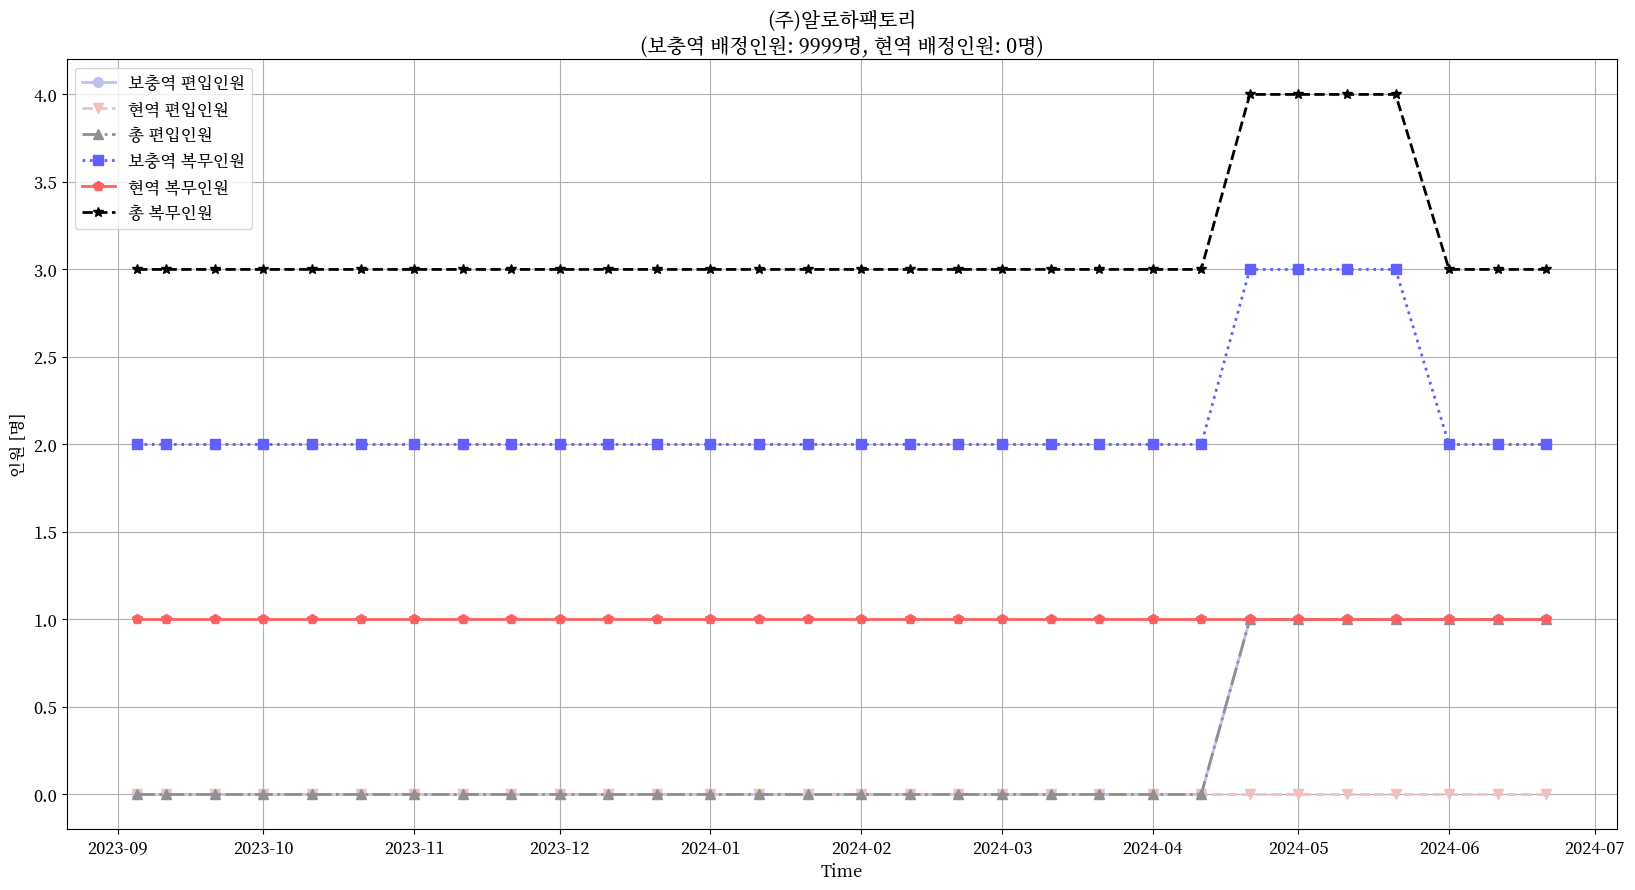 (주)알로하팩토리
(보충역 배정인원: 9999명, 현역 배정인원: 0명)
보충역 편입인원
현역 편입인원
총 편입인원
보충역 복무인원
현역 복무인원
총 복무인원
4.0
3.5
3.0
2.5
2.0
1.5
1.0
0.5
0.0
인원 [명]
2023-09 2023-10 2023-11 2023-12 2024-01 2024-02 2024-03 2024-04 2024-05 2024-06 2024-07
Time